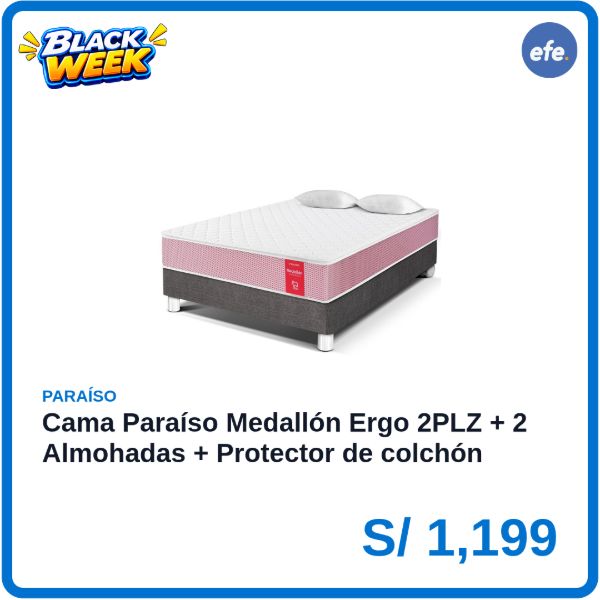 BLACK
WEEK
efe.
PARAÍSO
Cama Paraíso Medallón Ergo 2PLZ + 2
Almohadas + Protector de colchón
S/ 1,199